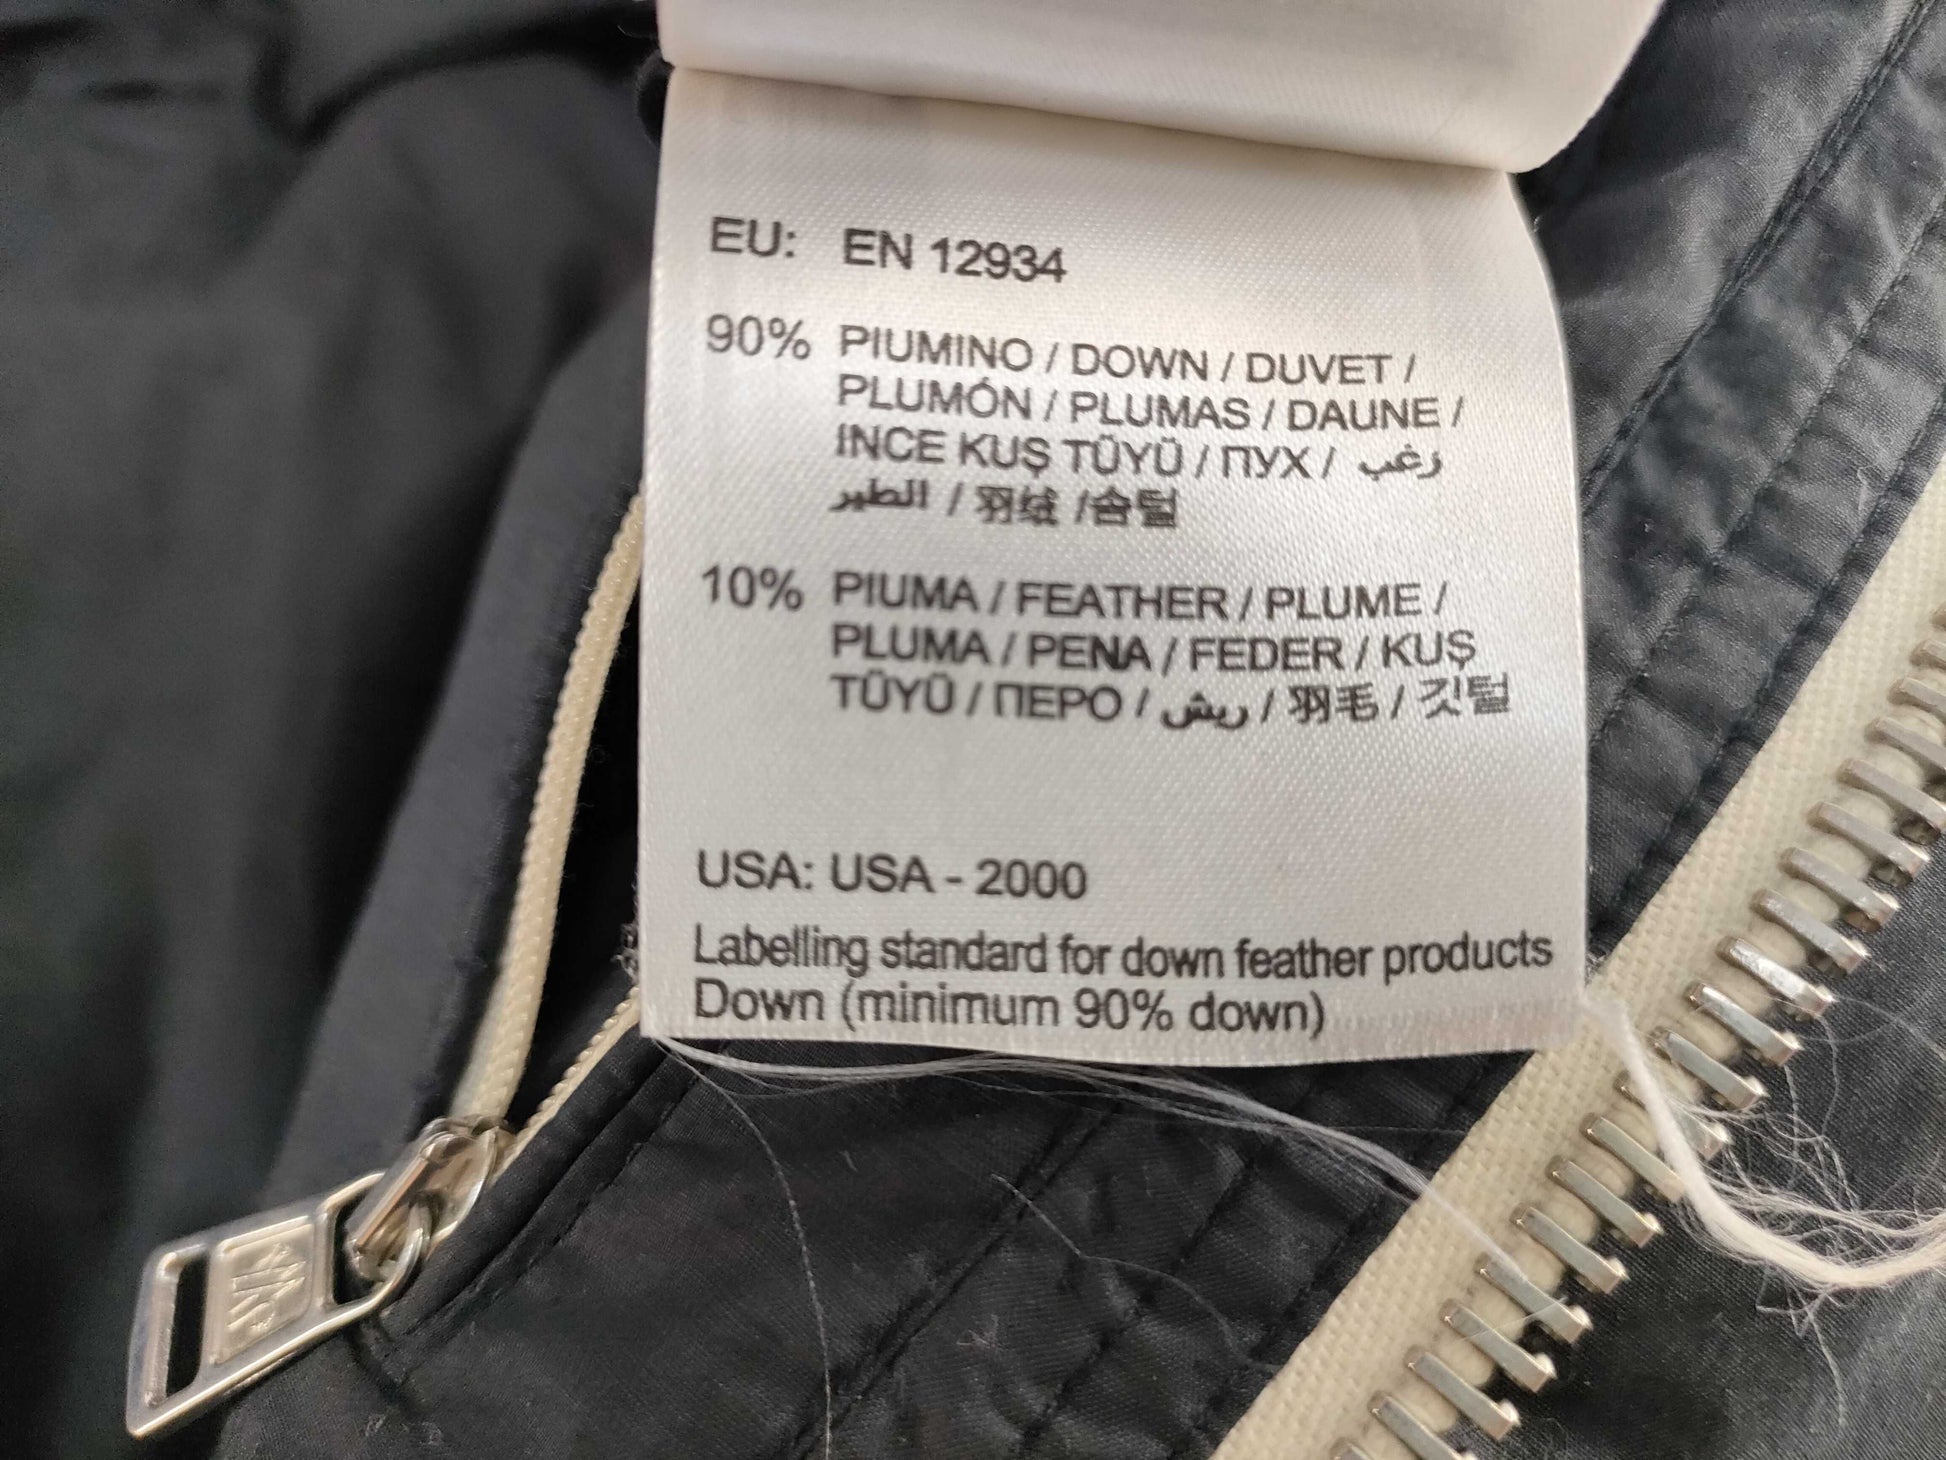 EU: EN 12934
90% PIUMINO / DOWN / DUVET /
PLUMÓN / PLUMAS / DAUNE /
INCE KUŞ TÜYÜ / ПУХ / زغب
الطير / 羽绒 /솜털
10% PIUMA / FEATHER / PLUME /
PLUMA / PENA / FEDER / KUŞ
TÜYÜ / ПЕРО / ريش / 羽毛 / 깃털
USA: USA - 2000
Labelling standard for down feather products
Down (minimum 90% down)